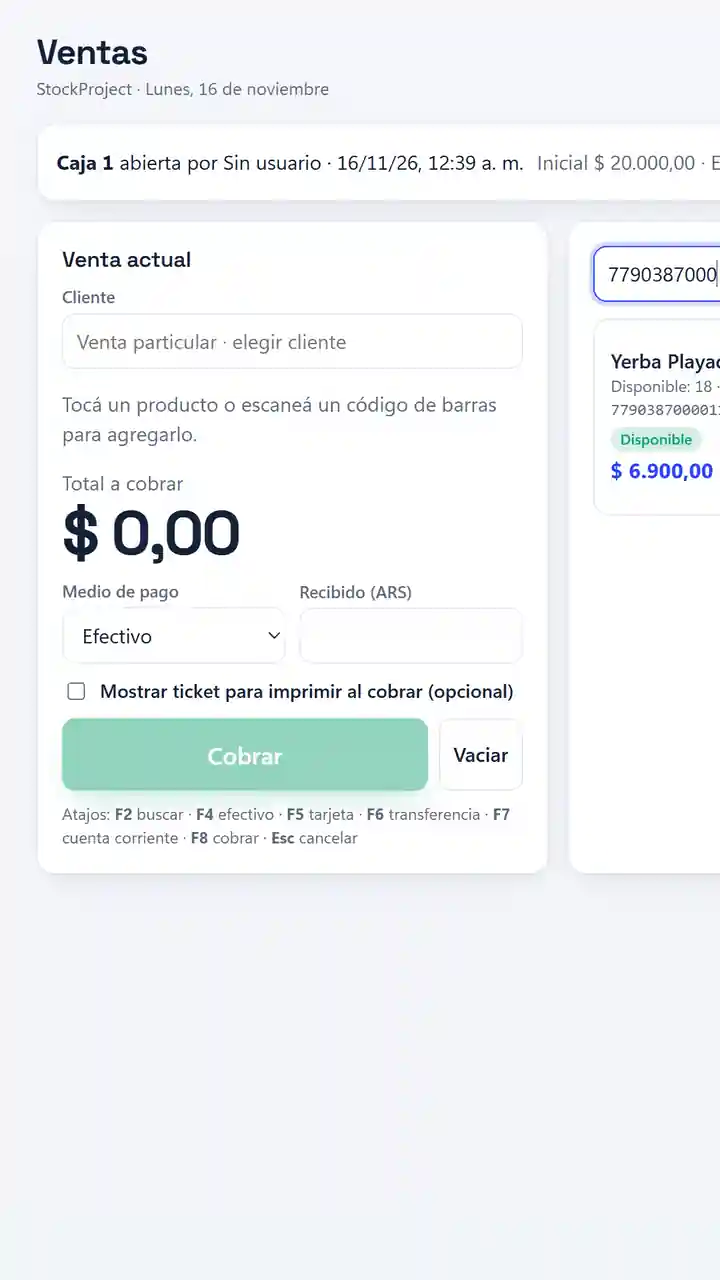 Ventas
StockProject · Lunes, 16 de noviembre
Caja 1 abierta por Sin usuario · 16/11/26, 12:39 a. m. Inicial $ 20.000,00 ·
Venta actual
Cliente
Venta particular · elegir cliente
Tocá un producto o escaneá un código de barras
para agregarlo.
Total a cobrar
$ 0,00
Medio de pago
Recibido (ARS)
Efectivo
Mostrar ticket para imprimir al cobrar (opcional)
Cobrar
Vaciar
Atajos: F2 buscar · F4 efectivo · F5 tarjeta · F6 transferencia · F7
cuenta corriente · F8 cobrar · Esc cancelar
7790387000
Yerba
Disponible: 18 ·
Disponible
$ 6.900,00